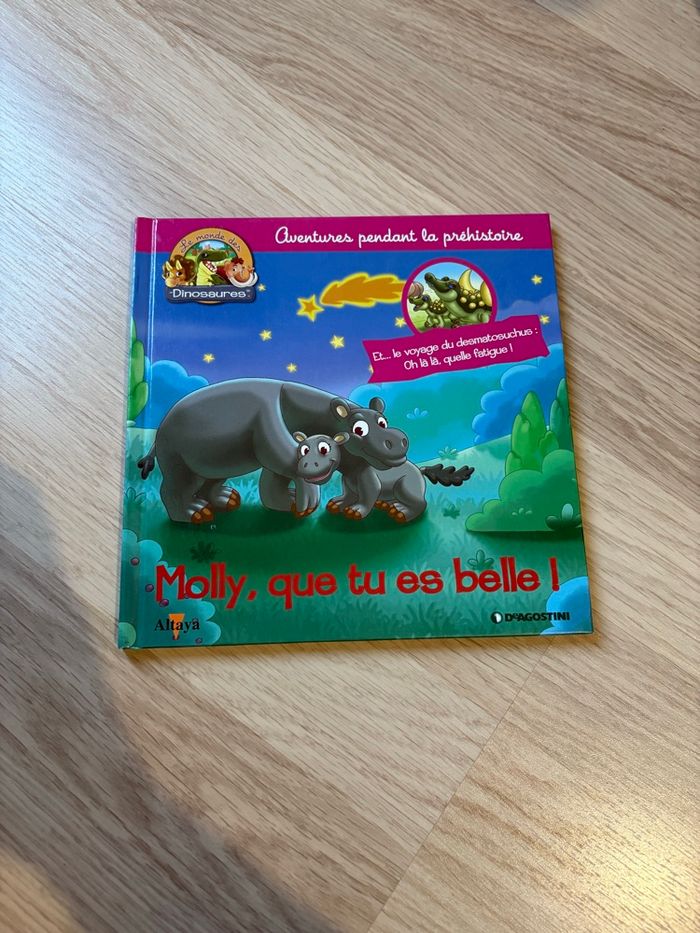 Le monde des
Dinosaures
Aventures pendant la préhistoire
Et... le voyage du desmatosuchus :
Oh là là, quelle fatigue !
Molly, que tu es belle !
Altaya
DeAGOSTINI